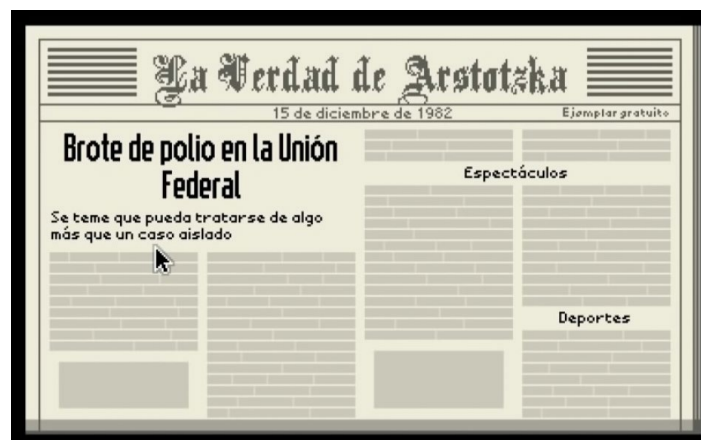 La Verdad de Arstotzka
15 de diciembre de 1982
Ejemplar gratuito
Brote de polio en la Unión
Federal
Se teme que pueda tratarse de algo
más que un caso aislado
Espectáculos
Deportes